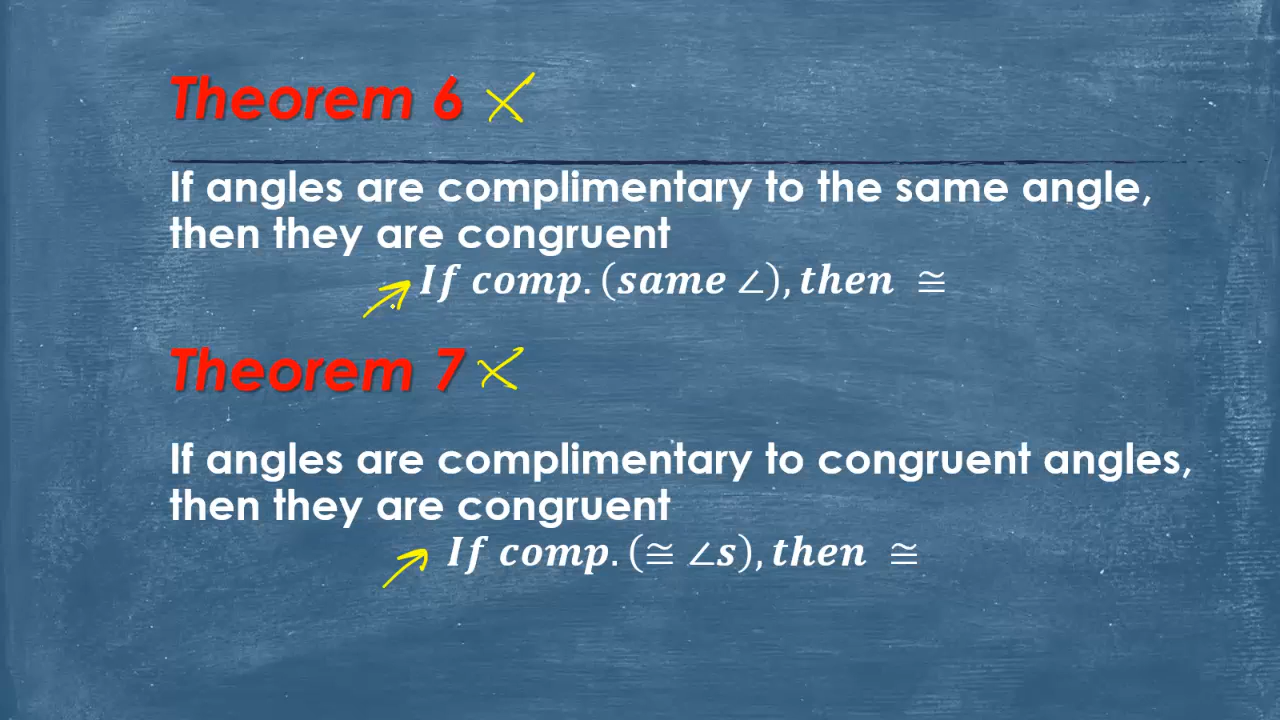 Theorem 6
If angles are complimentary to the same angle,
then they are congruent
If comp. (same ∠), then ≅
Theorem 7
If angles are complimentary to congruent angles,
then they are congruent
If comp. (≅ ∠s), then ≅